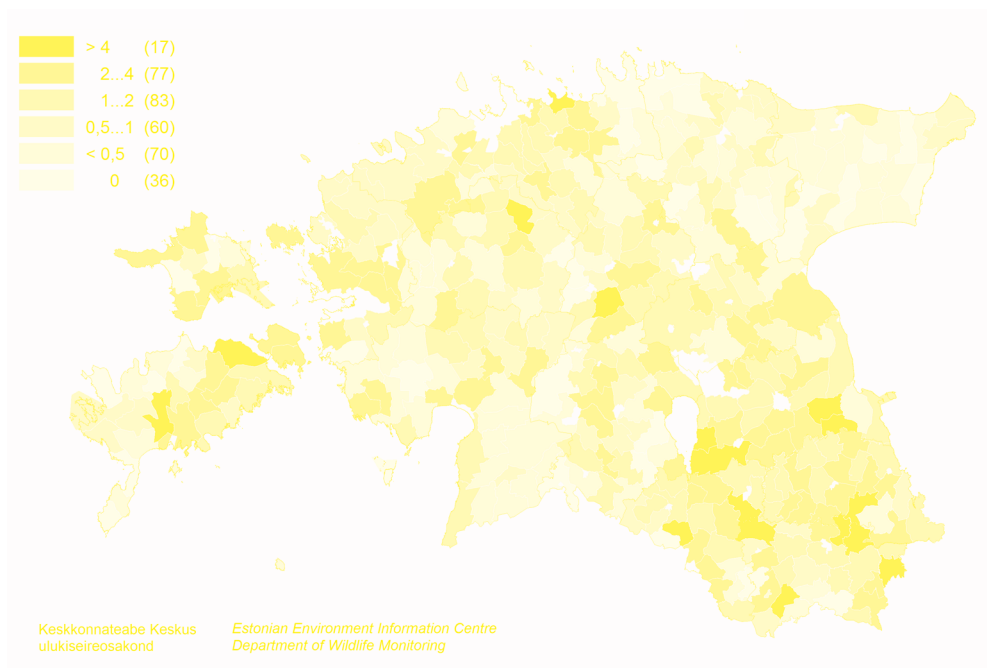 > 4 (17)
2...4 (77)
1...2 (83)
0,5...1 (60)
< 0,5 (70)
0 (36)
Keskkonnateabe Keskus
ulukiseireosakond
Estonian Environment Information Centre
Department of Wildlife Monitoring